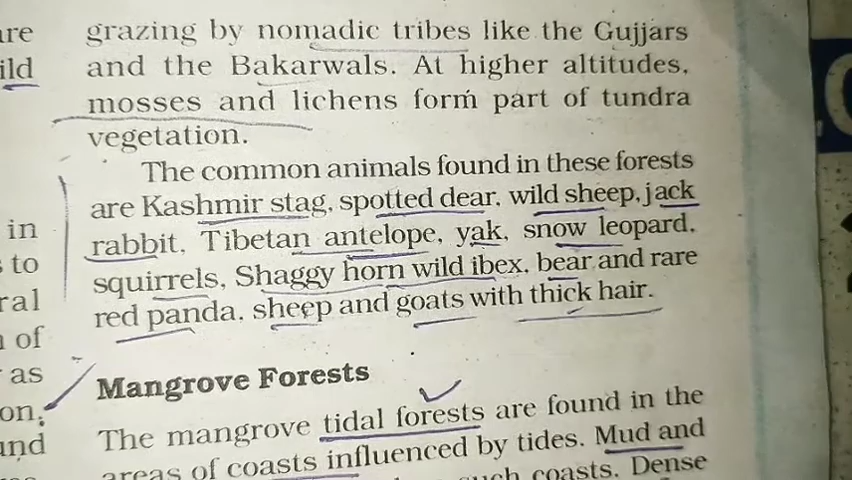 are
ild
grazing by nomadic tribes like the Gujjars
and the Bakarwals. At higher altitudes,
mosses and lichens form part of tundra
vegetation.
The common animals found in these forests
are Kashmir stag, spotted dear, wild sheep, jack
rabbit, Tibetan antelope, yak, snow leopard,
squirrels, Shaggy horn wild ibex, bear and rare
red panda, sheep and goats with thick hair.
in
to
ral
of
as
on,
und
Mangrove Forests
The mangrove tidal forests are found in the
areas of coasts influenced by tides. Mud and
such coasts. Dense